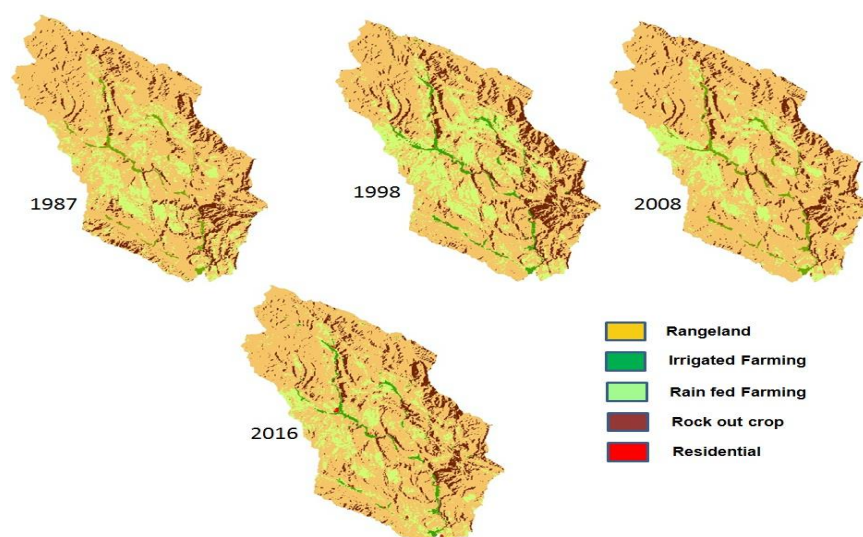 1987
1998
2008
2016
Rangeland
Irrigated Farming
Rain fed Farming
Rock out crop
Residential